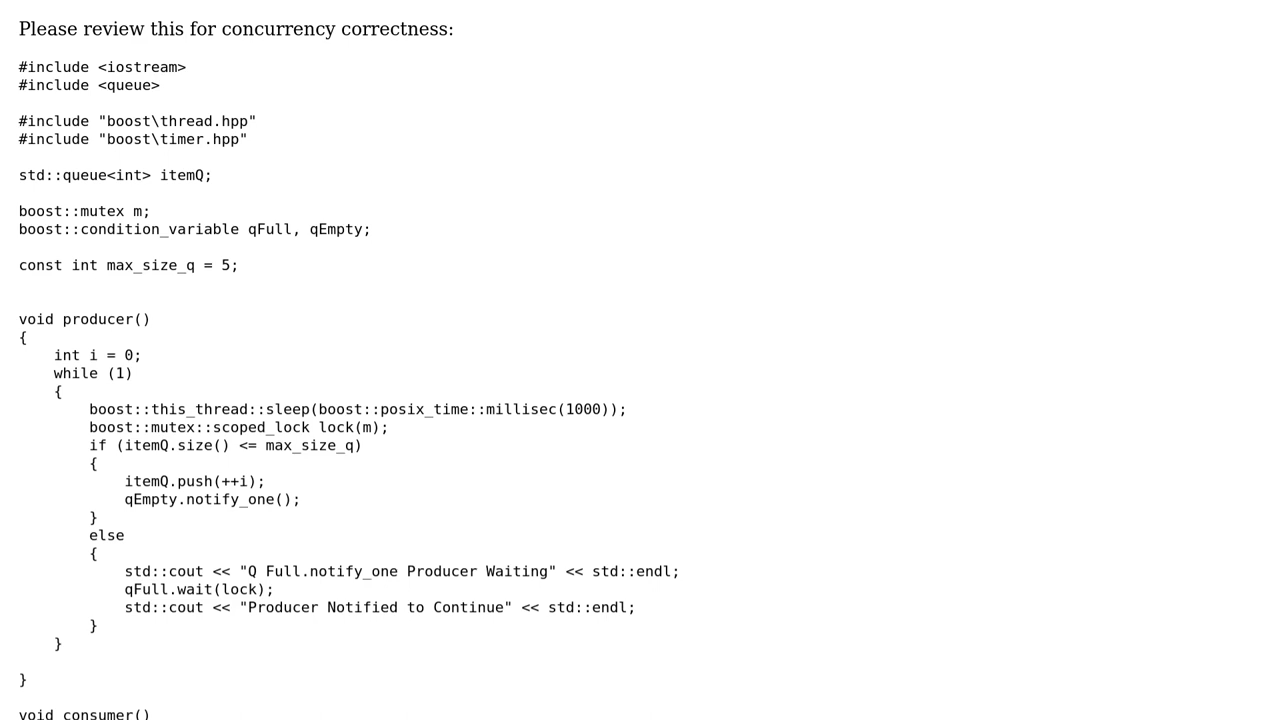 Please review this for concurrency correctness:
#include <iostream>
#include <queue>
#include "boost\thread.hpp"
#include "boost\timer.hpp"
std::queue<int> itemQ;
boost::mutex m;
boost::condition_variable qFull, qEmpty;
const int max_size_q = 5;
void producer()
{
    int i = 0;
    while (1)
    {
        boost::this_thread::sleep(boost::posix_time::millisec(1000));
        boost::mutex::scoped_lock lock(m);
        if (itemQ.size() <= max_size_q)
        {
            itemQ.push(++i);
            qEmpty.notify_one();
        }
        else
        {
            std::cout << "Q Full.notify_one Producer Waiting" << std::endl;
            qFull.wait(lock);
            std::cout << "Producer Notified to Continue" << std::endl;
        }
    }
}
void consumer()